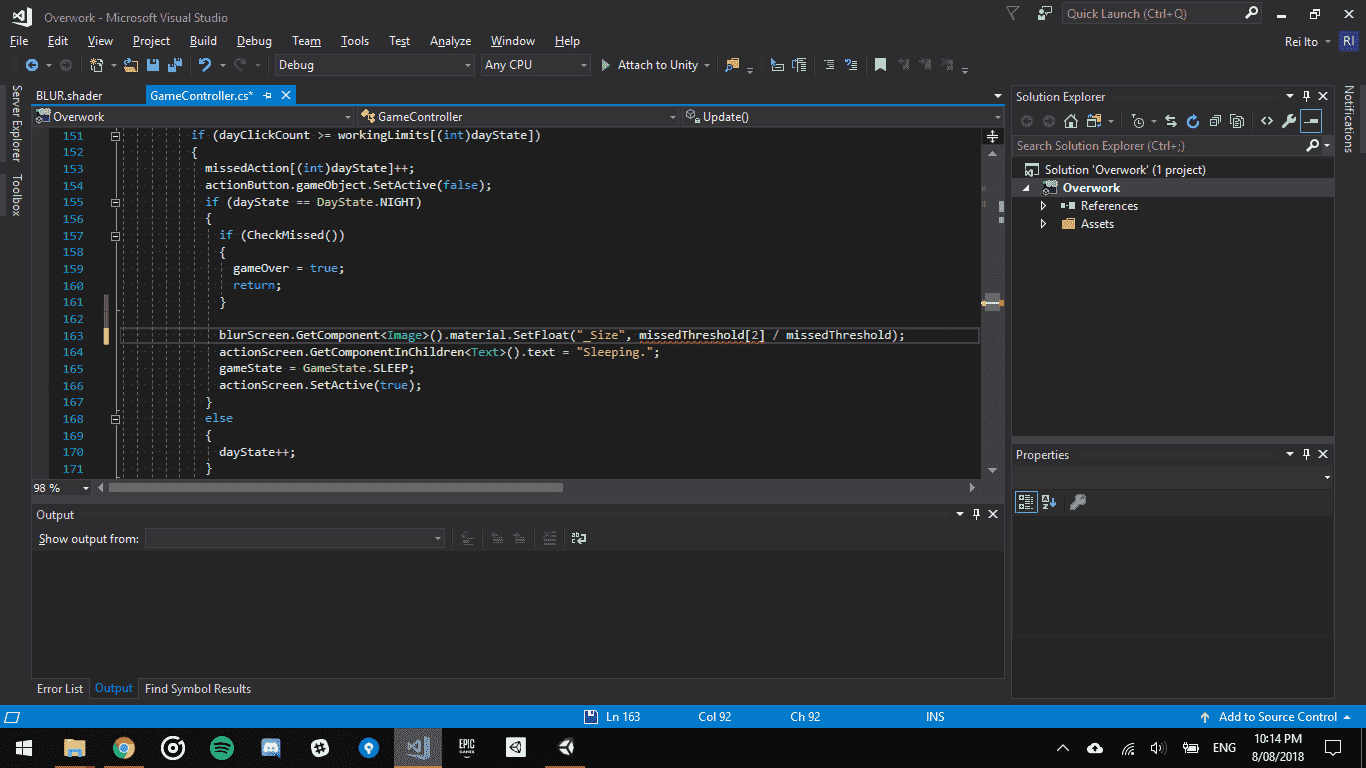 Overwork - Microsoft Visual Studio
Quick Launch (Ctrl+Q)
File Edit View Project Build Debug Team Tools Test Analyze Window Help
Rei Ito RI
Debug Any CPU Attach to Unity
Server Explorer
Toolbox
BLUR.shader GameController.cs*
Overwork GameController Update()
151 if (dayClickCount >= workingLimits[(int)dayState])
152 {
153 missedAction[(int)dayState]++;
154 actionButton.gameObject.SetActive(false);
155 if (dayState == DayState.NIGHT)
156 {
157 if (CheckMissed())
158 {
159 gameOver = true;
160 return;
161 }
162
163 blurScreen.GetComponent<Image>().material.SetFloat("_Size", missedThreshold[2] / missedThreshold);
164 actionScreen.GetComponentInChildren<Text>().text = "Sleeping.";
165 gameState = GameState.SLEEP;
166 actionScreen.SetActive(true);
167 }
168 else
169 {
170 dayState++;
171 }
98 %
Output
Show output from:
Error List Output Find Symbol Results
Solution Explorer
Search Solution Explorer (Ctrl+;)
Solution 'Overwork' (1 project)
Overwork
References
Assets
Properties
Notifications
Ln 163 Col 92 Ch 92 INS Add to Source Control
EPIC GAMES
ENG
10:14 PM
8/08/2018